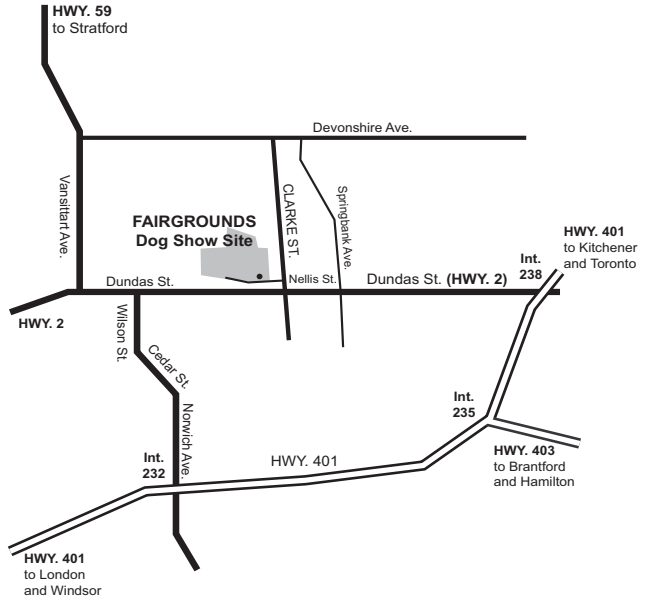 HWY. 59
to Stratford
Devonshire Ave.
Vansittart Ave.
CLARKE ST.
Springbank Ave.
FAIRGROUNDS
Dog Show Site
HWY. 401
to Kitchener
and Toronto
Int.
238
Dundas St.
Nellis St.
Dundas St. (HWY. 2)
HWY. 2
Wilson St.
Cedar St.
Norwich Ave.
Int.
235
Int.
232
HWY. 401
HWY. 403
to Brantford
and Hamilton
HWY. 401
to London
and Windsor